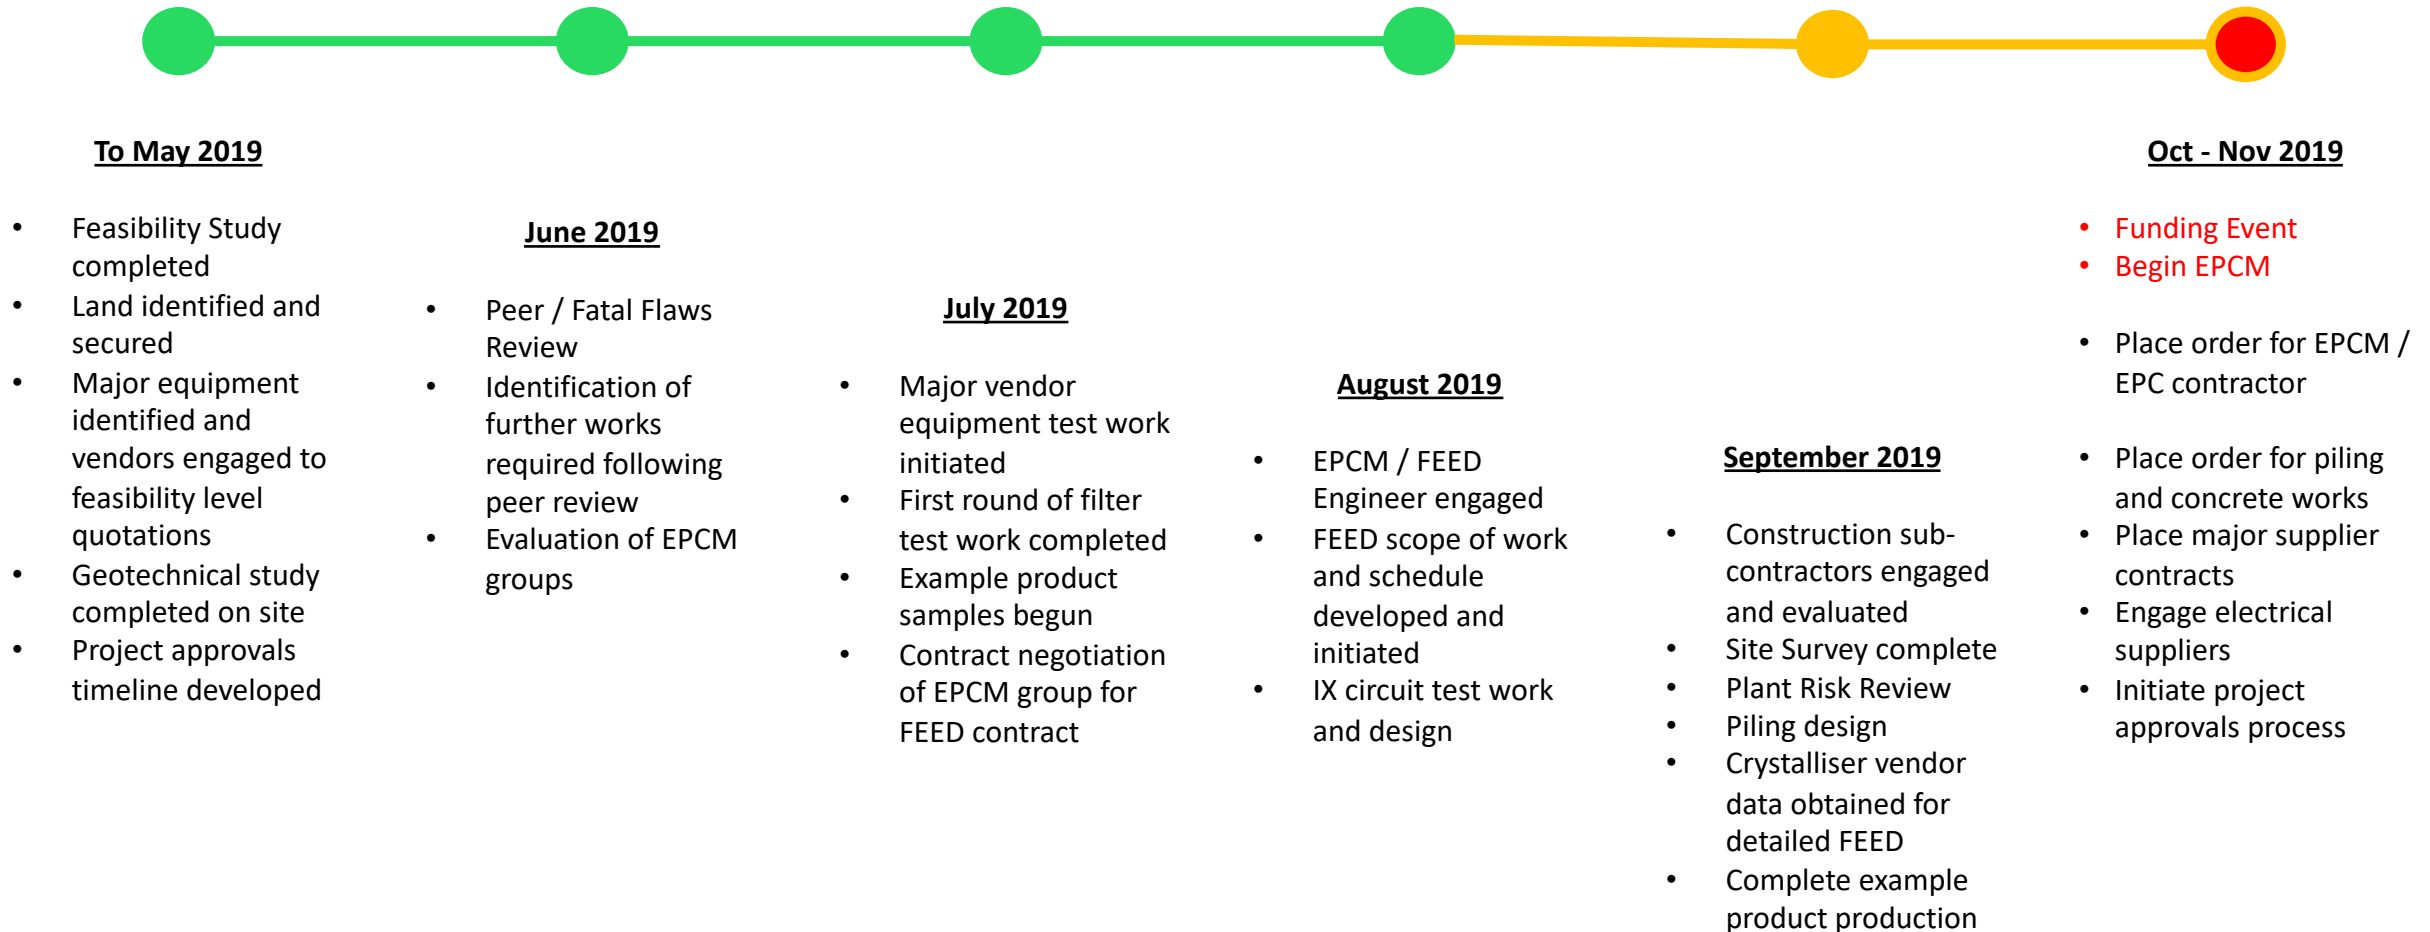 To May 2019
• Feasibility Study
completed
• Land identified and
secured
• Major equipment
identified and
vendors engaged to
feasibility level
quotations
• Geotechnical study
completed on site
• Project approvals
timeline developed
June 2019
• Peer / Fatal Flaws
Review
• Identification of
further works
required following
peer review
• Evaluation of EPCM
groups
July 2019
• Major vendor
equipment test work
initiated
• First round of filter
test work completed
• Example product
samples begun
• Contract negotiation
of EPCM group for
FEED contract
August 2019
• EPCM / FEED
Engineer engaged
• FEED scope of work
and schedule
developed and
initiated
• IX circuit test work
and design
September 2019
• Construction sub-
contractors engaged
and evaluated
• Site Survey complete
• Plant Risk Review
• Piling design
• Crystalliser vendor
data obtained for
detailed FEED
• Complete example
product production
Oct - Nov 2019
• Funding Event
• Begin EPCM
• Place order for EPCM /
EPC contractor
• Place order for piling
and concrete works
• Place major supplier
contracts
• Engage electrical
suppliers
• Initiate project
approvals process